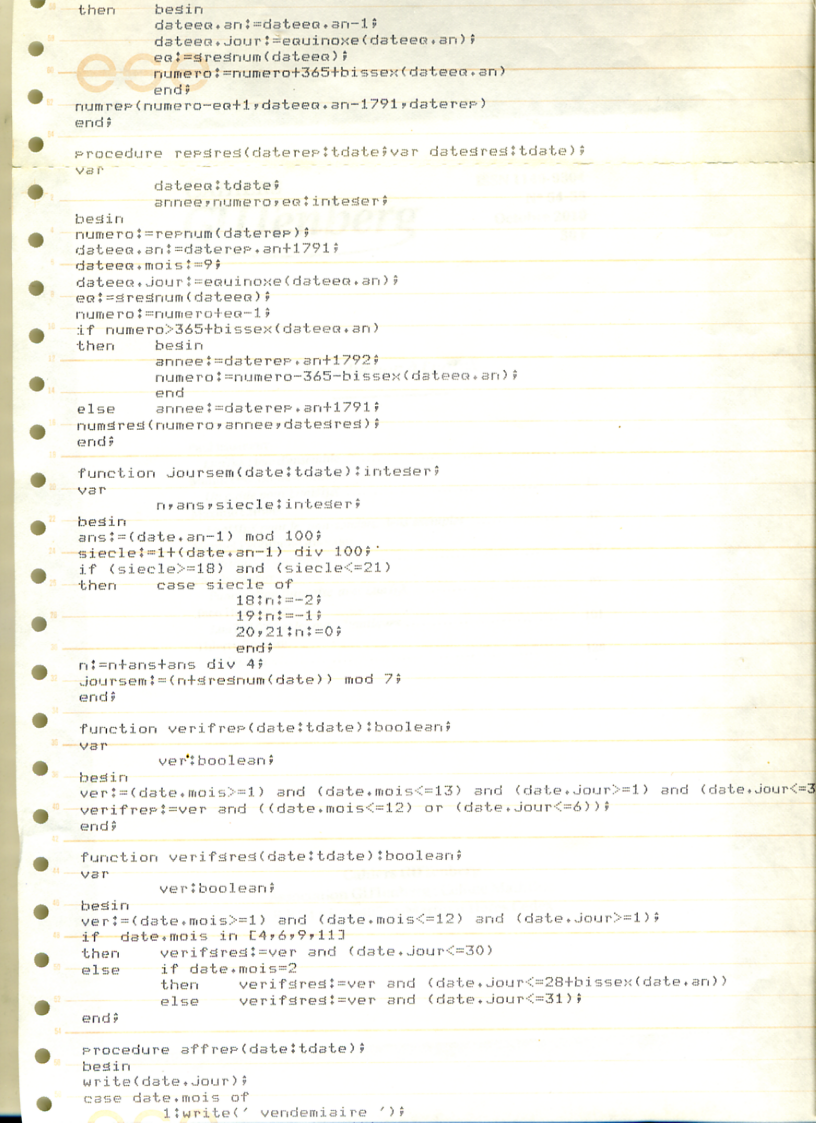 then    begin
        dateeq.an:=dateeq.an-1;
        dateeq.jour:=equinoxe(dateeq.an);
        eq:=gregnum(dateeq);
        numero:=numero+365+bissex(dateeq.an)
        end;
numrep(numero-eq+1,dateeq.an-1791,daterep)
end;
ese
procedure repgreg(daterep:tdate;var dategreg:tdate);
var
        dateeq:tdate;
        annee,numero,eq:integer;
begin
numero:=repnum(daterep);
dateeq.an:=daterep.an+1791;
dateeq.mois:=9;
dateeq.jour:=equinoxe(dateeq.an);
eq:=gregnum(dateeq);
numero:=numero+eq-1;
if numero>365+bissex(dateeq.an)
then    begin
        annee:=daterep.an+1792;
        numero:=numero-365-bissex(dateeq.an);
        end
else    annee:=daterep.an+1791;
numgreg(numero,annee,dategreg);
end;
function joursem(date:tdate):integer;
var
        n,ans,siecle:integer;
begin
ans:=(date.an-1) mod 100;
siecle:=1+(date.an-1) div 100;
if (siecle>=18) and (siecle<=21)
then    case siecle of
                18:n:=-2;
                19:n:=-1;
                20,21:n:=0;
                end;
n:=n+ans+ans div 4;
joursem:=(n+gregnum(date)) mod 7;
end;
function verifrep(date:tdate):boolean;
var
        ver:boolean;
begin
ver:=(date.mois>=1) and (date.mois<=13) and (date.jour>=1) and (date.jour<=3
verifrep:=ver and ((date.mois<=12) or (date.jour<=6));
end;
function verifgreg(date:tdate):boolean;
var
        ver:boolean;
begin
ver:=(date.mois>=1) and (date.mois<=12) and (date.jour>=1);
if  date.mois in [4,6,9,11]
then    verifgreg:=ver and (date.jour<=30)
else    if date.mois=2
        then    verifgreg:=ver and (date.jour<=28+bissex(date.an))
        else    verifgreg:=ver and (date.jour<=31);
end;
procedure affrep(date:tdate);
begin
write(date.jour);
case date.mois of
        1:write(' vendemiaire ');